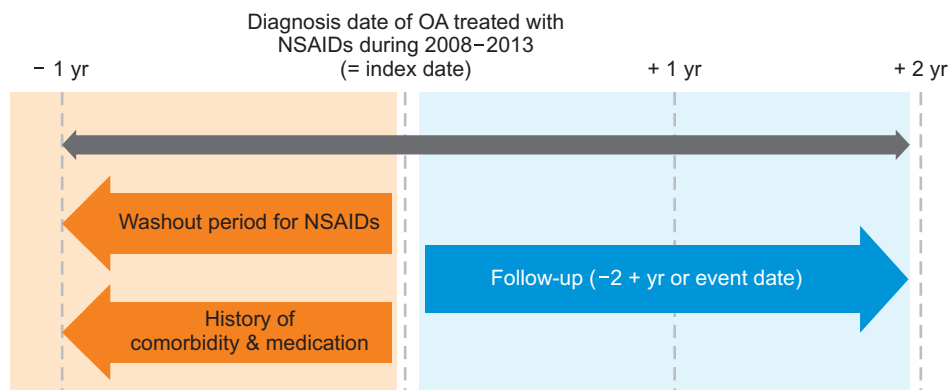 Diagnosis date of OA treated with
NSAIDs during 2008−2013
(= index date)
− 1 yr
+ 1 yr
+ 2 yr
Washout period for NSAIDs
Follow-up (−2 + yr or event date)
History of
comorbidity & medication